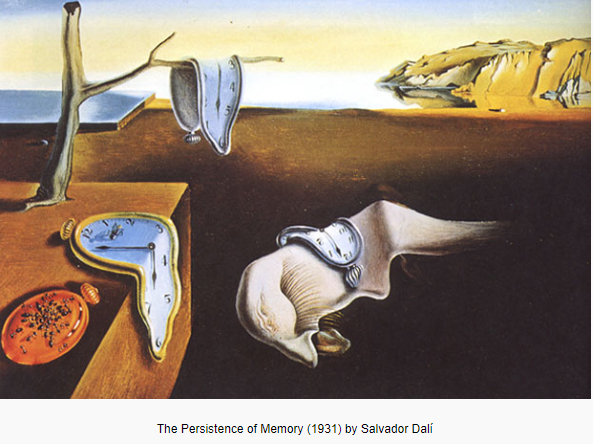 The Persistence of Memory (1931) by Salvador Dalí